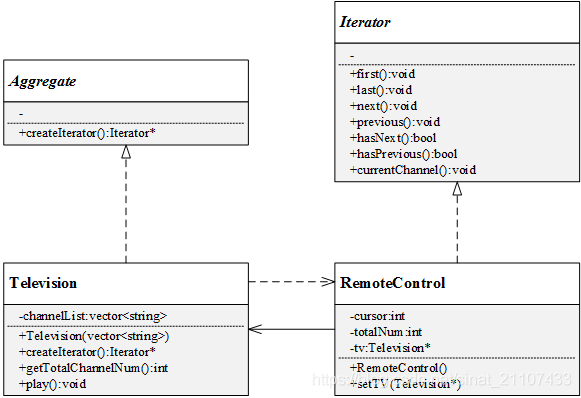 Iterator
-
+first():void
+last():void
+next():void
+previous():void
+hasNext():bool
+hasPrevious():bool
+currentChannel():void
Aggregate
-
+createIterator():Iterator*
Television
-channelList:vector<string>
+Television(vector<string>)
+createIterator():Iterator*
+getTotalChannelNum():int
+play():void
RemoteControl
-cursor:int
-totalNum:int
-tv:Television*
+RemoteControl()
+setTV(Television*)